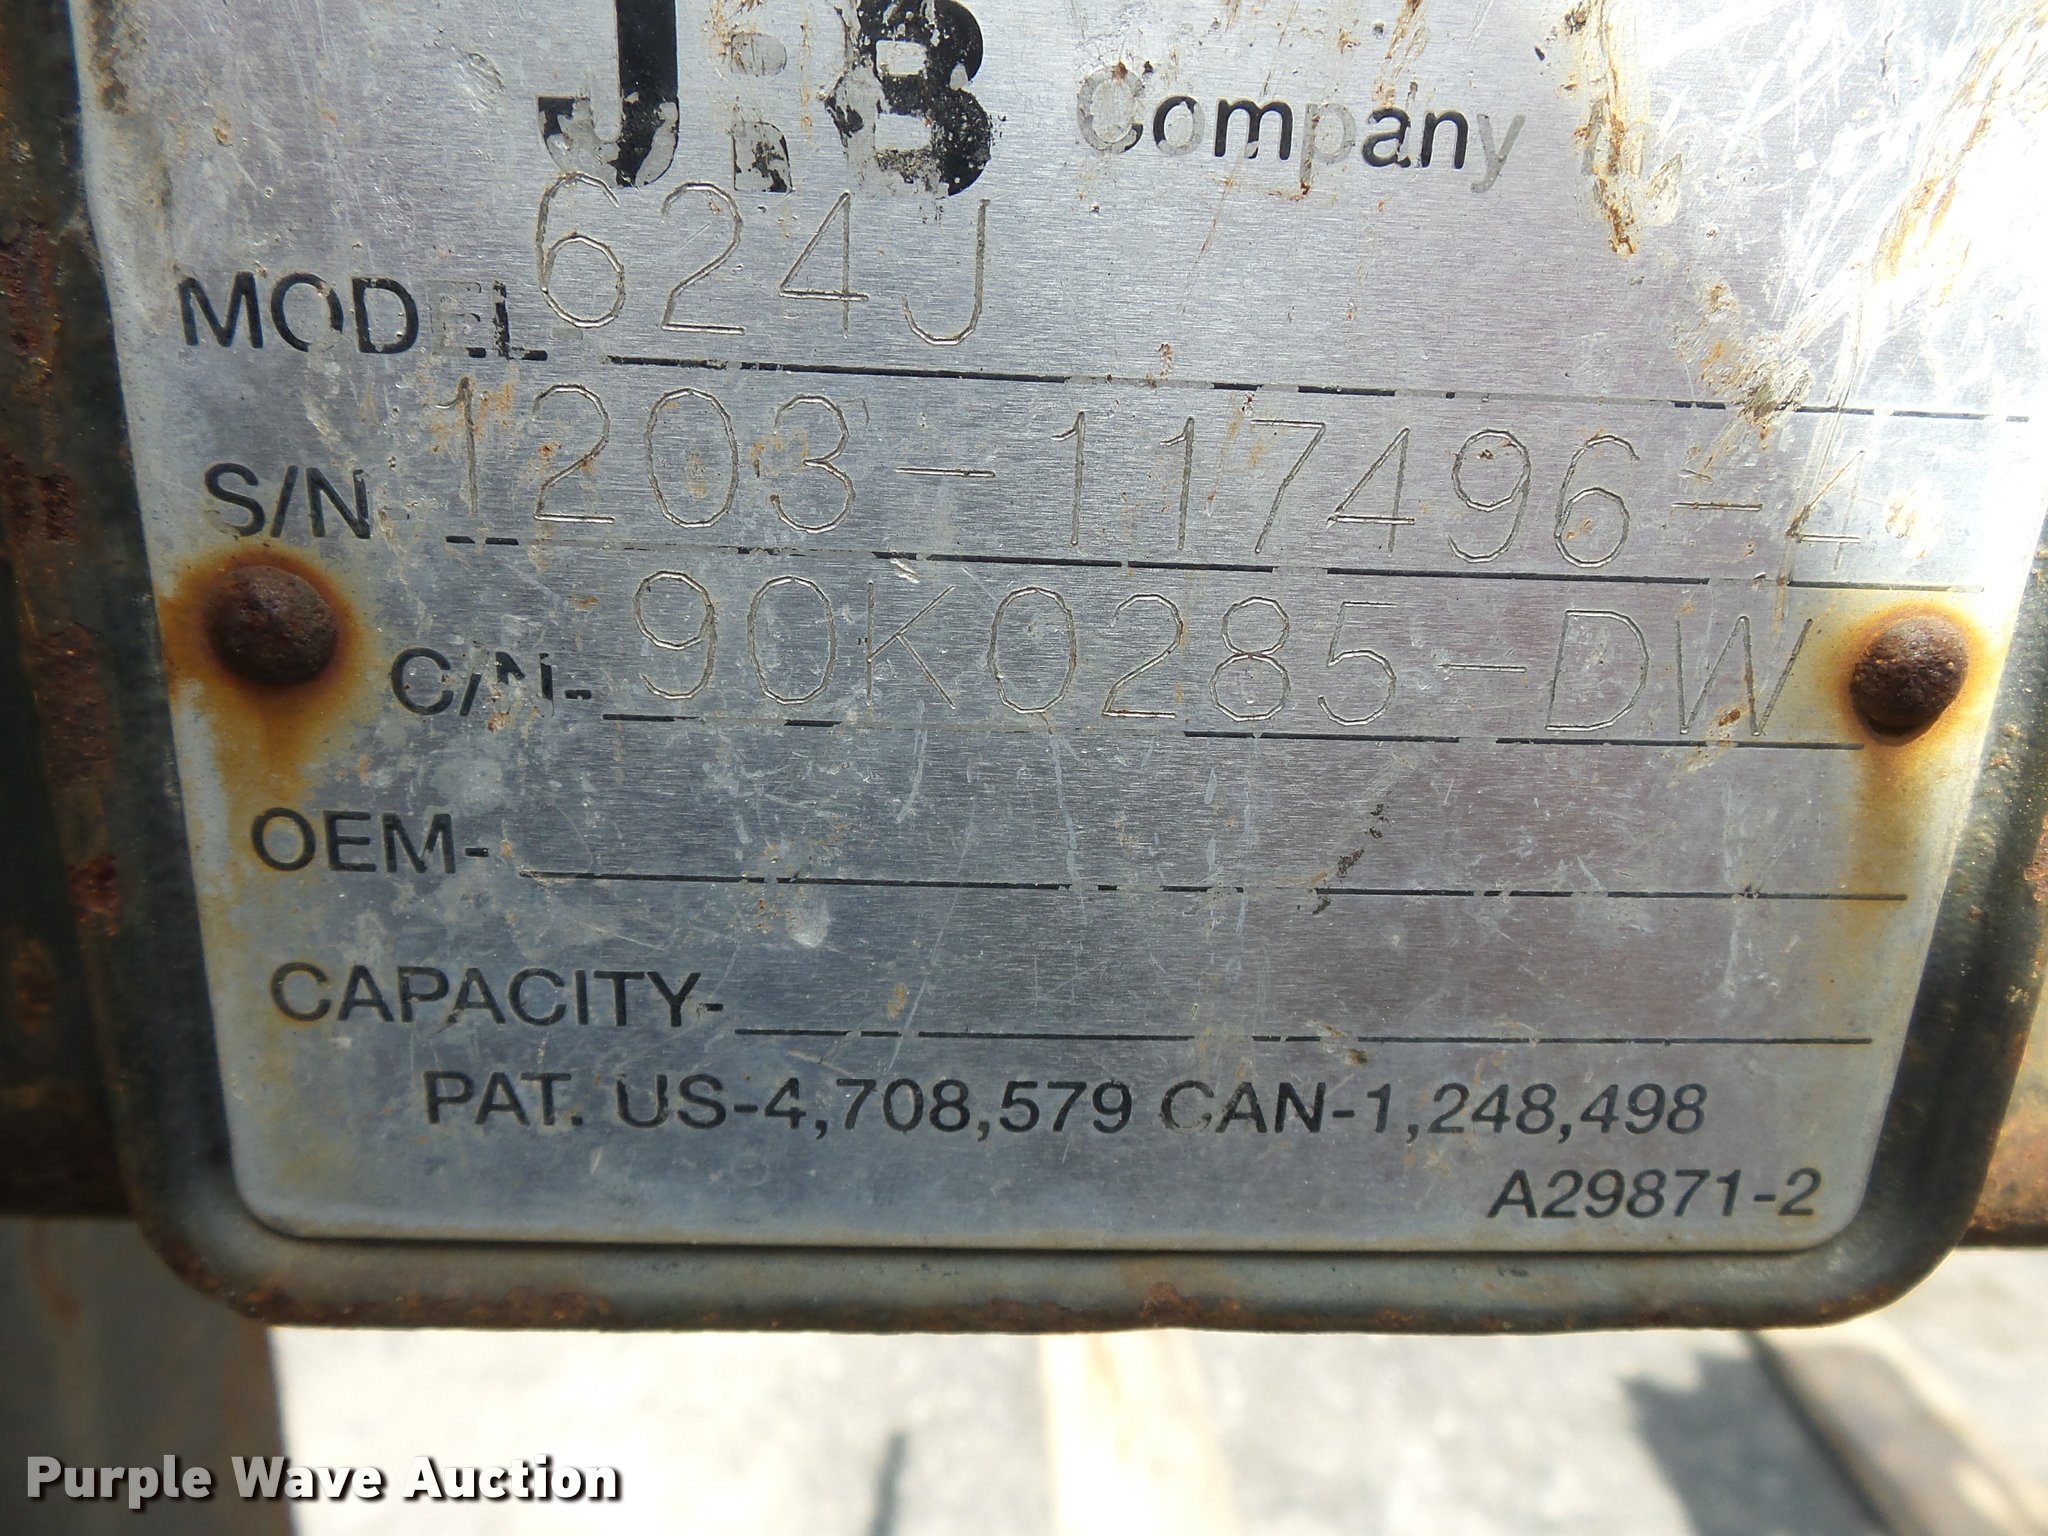 JRB Company
MODEL- 624J
S/N 1203-117496-4
C/N- 90K0285-DW
OEM-
CAPACITY-
PAT. US-4,708,579 CAN-1,248,498
A29871-2
Purple Wave Auction